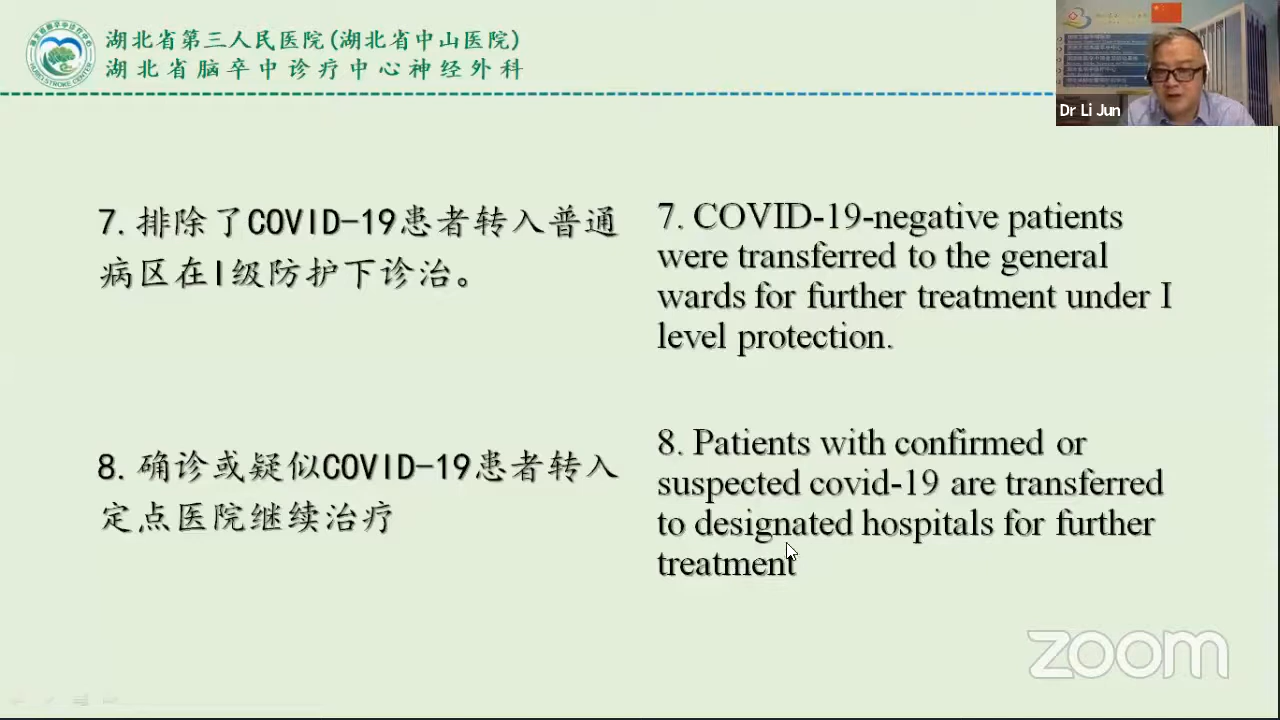 湖北省第三人民医院(湖北省中山医院)
湖北省脑卒中诊疗中心神经外科
Dr Li Jun
7. 排除了COVID-19患者转入普通
病区在I级防护下诊治。
8. 确诊或疑似COVID-19患者转入
定点医院继续治疗
7. COVID-19-negative patients
were transferred to the general
wards for further treatment under I
level protection.
8. Patients with confirmed or
suspected covid-19 are transferred
to designated hospitals for further
treatment
zoom